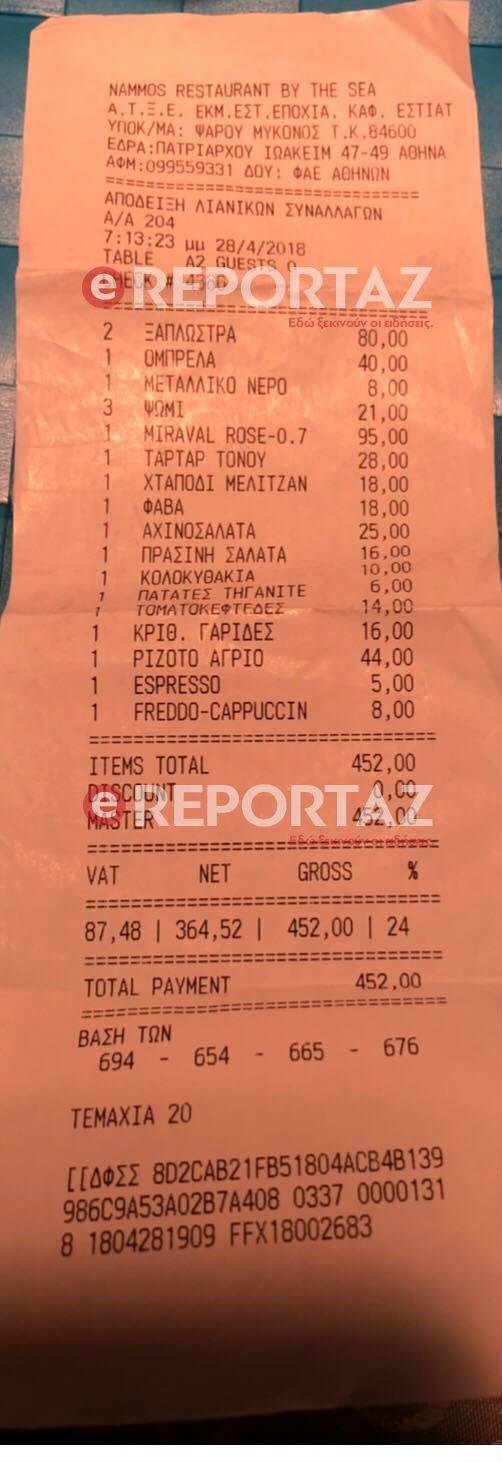 NAMMOS RESTAURANT BY THE SEA
Α.Τ.Ξ.Ε. ΕΚΜ.ΕΣΤ.ΕΠΟΧΙΑ. ΚΑΦ. ΕΣΤΙΑΤ
ΥΠΟΚ/ΜΑ: ΨΑΡΟΥ ΜΥΚΟΝΟΣ Τ.Κ.84600
ΕΔΡΑ:ΠΑΤΡΙΑΡΧΟΥ ΙΩΑΚΕΙΜ 47-49 ΑΘΗΝΑ
ΑΦΜ:099559331 ΔΟΥ: ΦΑΕ ΑΘΗΝΩΝ
ΑΠΟΔΕΙΞΗ ΛΙΑΝΙΚΩΝ ΣΥΝΑΛΛΑΓΩΝ
Α/Α 204
7:13:23 μμ 28/4/2018
TABLE A2 GUESTS 0
CHECK #
e REPORTAZ
Εδώ ξεκινούν οι ειδήσεις.
2 ΞΑΠΛΩΣΤΡΑ 80,00
1 ΟΜΠΡΕΛΑ 40,00
1 ΜΕΤΑΛΛΙΚΟ ΝΕΡΟ 8,00
3 ΨΩΜΙ 21,00
1 MIRAVAL ROSE-0.7 95,00
1 ΤΑΡΤΑΡ ΤΟΝΟΥ 28,00
1 ΧΤΑΠΟΔΙ ΜΕΛΙΤΖΑΝ 18,00
1 ΦΑΒΑ 18,00
1 ΑΧΙΝΟΣΑΛΑΤΑ 25,00
1 ΠΡΑΣΙΝΗ ΣΑΛΑΤΑ 16,00
1 ΚΟΛΟΚΥΘΑΚΙΑ 10,00
1 ΠΑΤΑΤΕΣ ΤΗΓΑΝΙΤΕ 6,00
1 ΤΟΜΑΤΟΚΕΦΤΕΔΕΣ 14,00
1 ΚΡΙΘ. ΓΑΡΙΔΕΣ 16,00
1 ΡΙΖΟΤΟ ΑΓΡΙΟ 44,00
1 ESPRESSO 5,00
1 FREDDO-CAPPUCCIN 8,00
ITEMS TOTAL 452,00
DISCOUNT 0,00
e REPORTAZ
MASTER 452,00
Εδώ ξεκινούν οι ειδήσεις.
VAT NET GROSS %
87,48 | 364,52 | 452,00 | 24
TOTAL PAYMENT 452,00
ΒΑΣΗ ΤΩΝ
694 - 654 - 665 - 676
ΤΕΜΑΧΙΑ 20
[[ΔΦΣΣ 8D2CAB21FB51804ACB4B139
986C9A53A02B7A408 0337 0000131
8 1804281909 FFX18002683